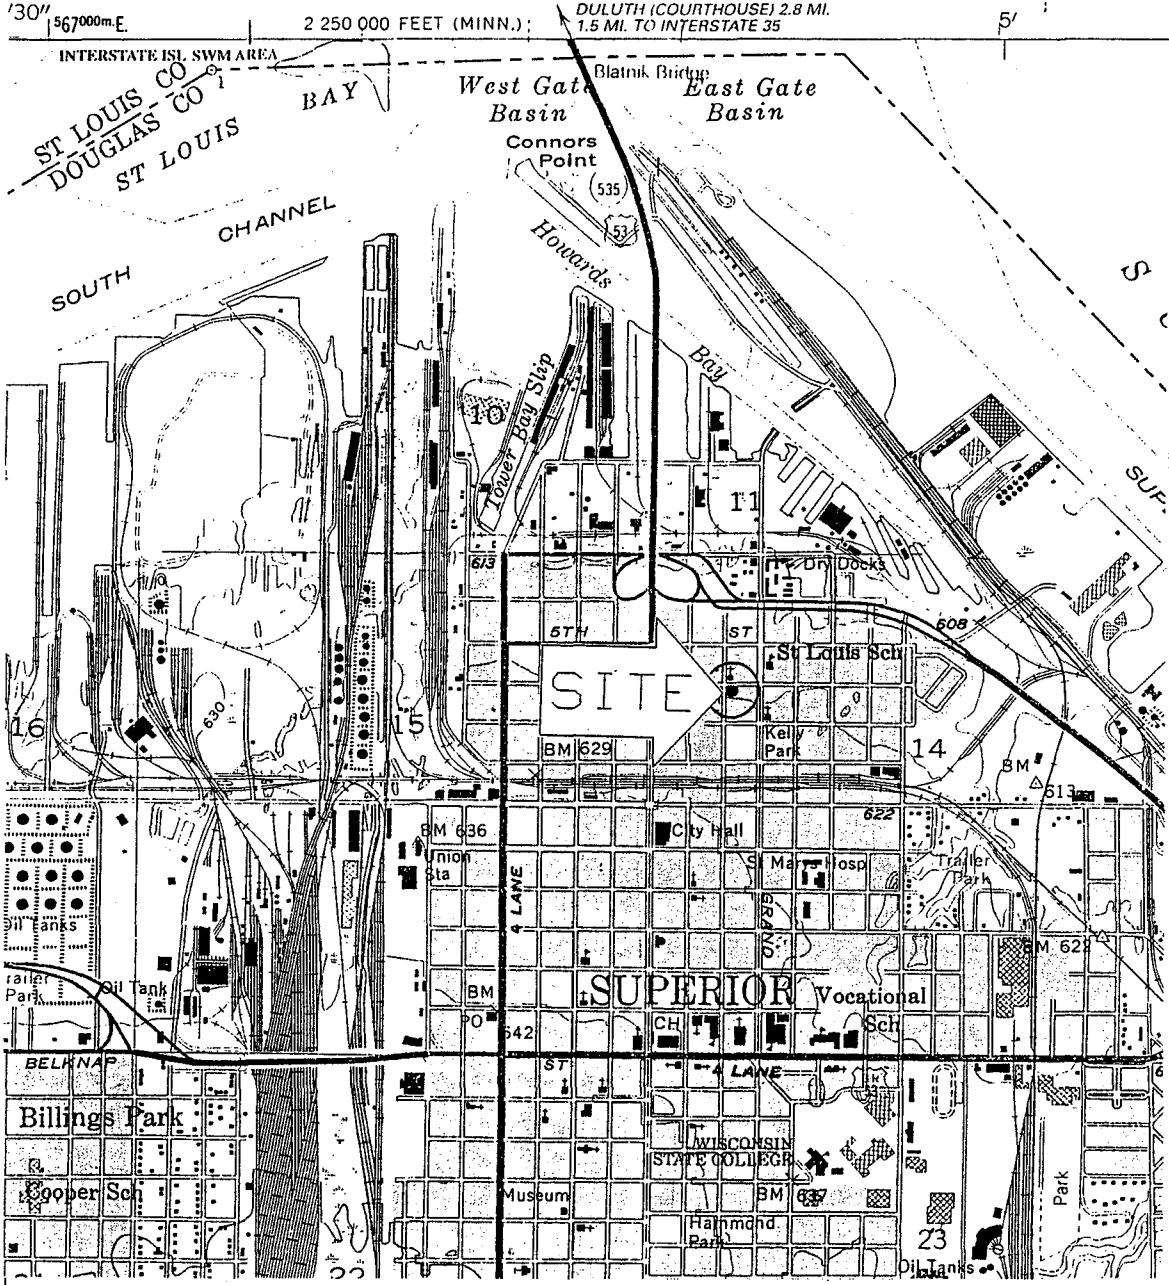 '30"
567000m.E.
2 250 000 FEET (MINN.)
DULUTH (COURTHOUSE) 2.8 MI.
1.5 MI. TO INTERSTATE 35
5'
INTERSTATE ISL SWM AREA
ST LOUIS CO
DOUGLAS CO
ST LOUIS
BAY
West Gate
Basin
Blatnik Bridge
East Gate
Basin
Connors
Point
535
53
SOUTH
CHANNEL
Howards
Bay
S
SUP
Tower Bay Slip
10
11
613
Dry Docks
5TH
ST
608
St Louis Sch
SITE
16
630
15
Kelly
Park
BM 629
14
BM
613
622
BM 636
Union
Sta
City Hall
St Marys Hosp
Trailer
Park
4 LANE
GRAND
Oil Tanks
BM 622
Trailer
Park
Oil Tank
BM
PO
642
SUPERIOR
Vocational
Sch
CH
BELKNAP
ST
4 LANE
6
Billings Park
WISCONSIN
STATE COLLEGE
Cooper Sch
Museum
BM 637
Park
Hammond
Park
23
22
Oil Tanks